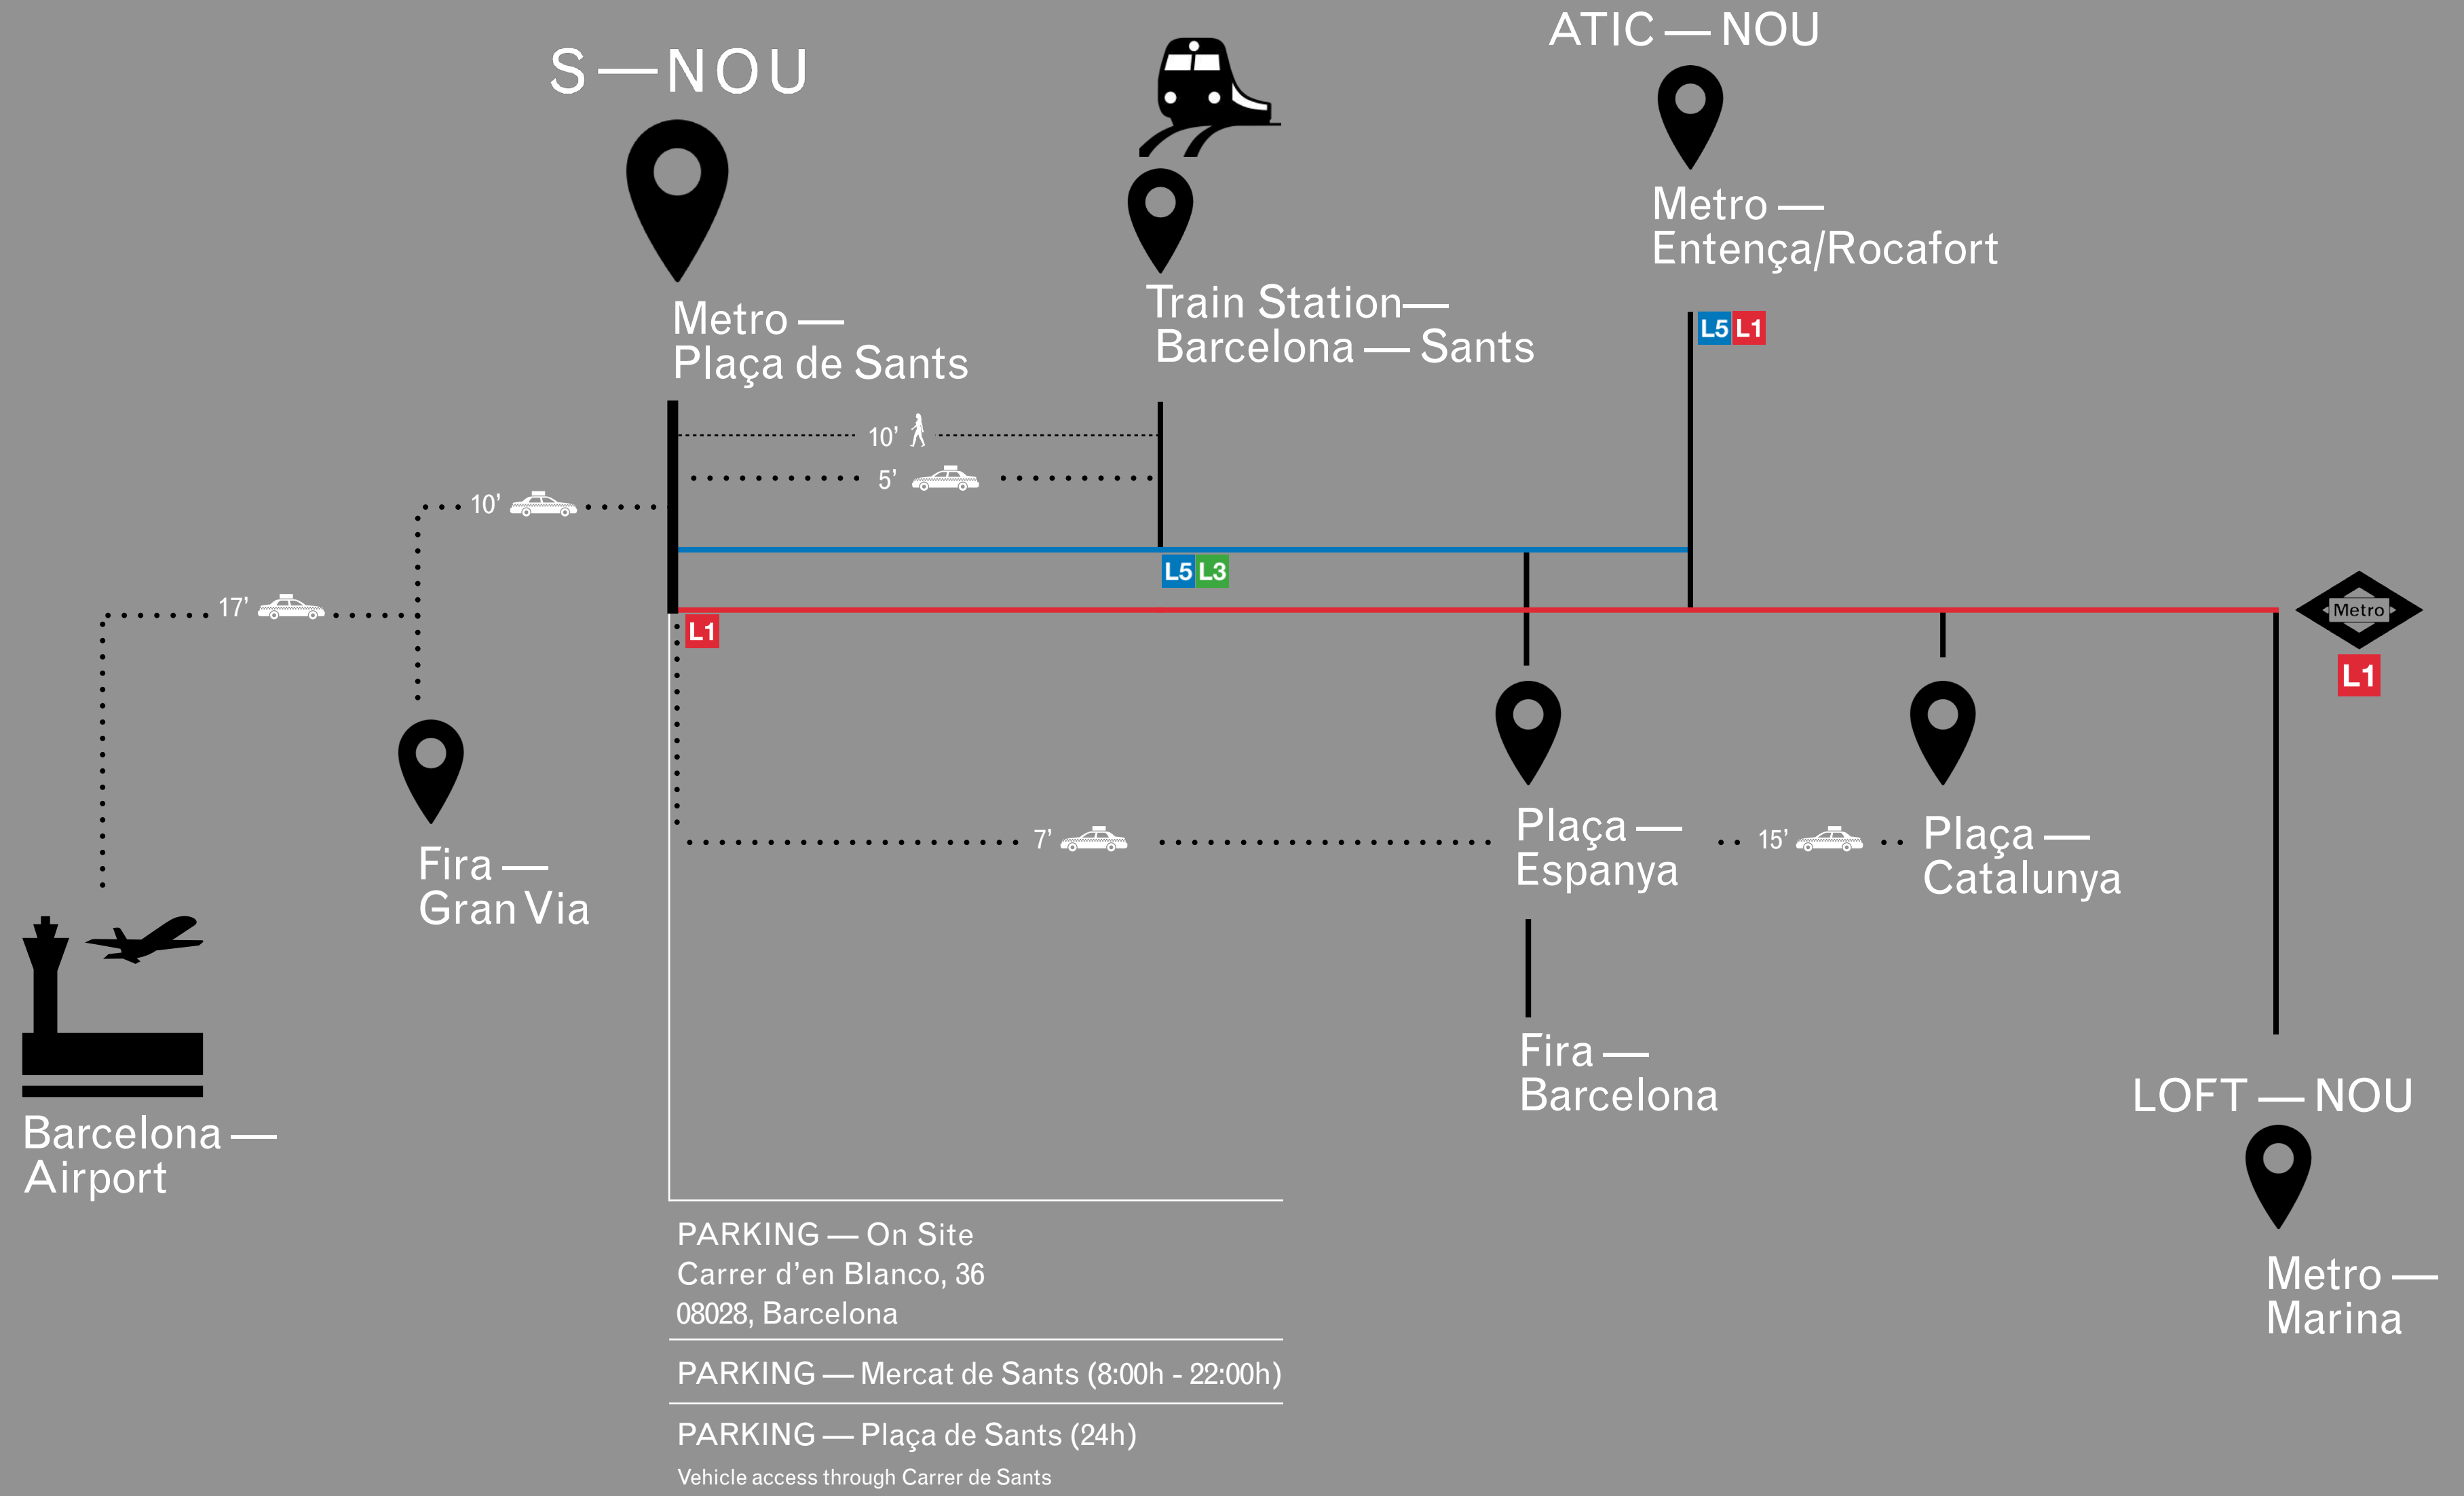 S — NOU
ATIC — NOU
Metro —
Entença/Rocafort
Train Station—
Barcelona — Sants
Metro —
Plaça de Sants
L5 L1
10’
5’
10’
L5 L3
17’
L1
Metro
L1
Plaça —
Espanya
7’
15’
Plaça —
Catalunya
Fira —
Gran Via
Fira —
Barcelona
LOFT — NOU
Barcelona —
Airport
Metro —
Marina
PARKING — On Site
Carrer d’en Blanco, 36
08028, Barcelona
PARKING — Mercat de Sants (8:00h - 22:00h)
PARKING — Plaça de Sants (24h)
Vehicle access through Carrer de Sants